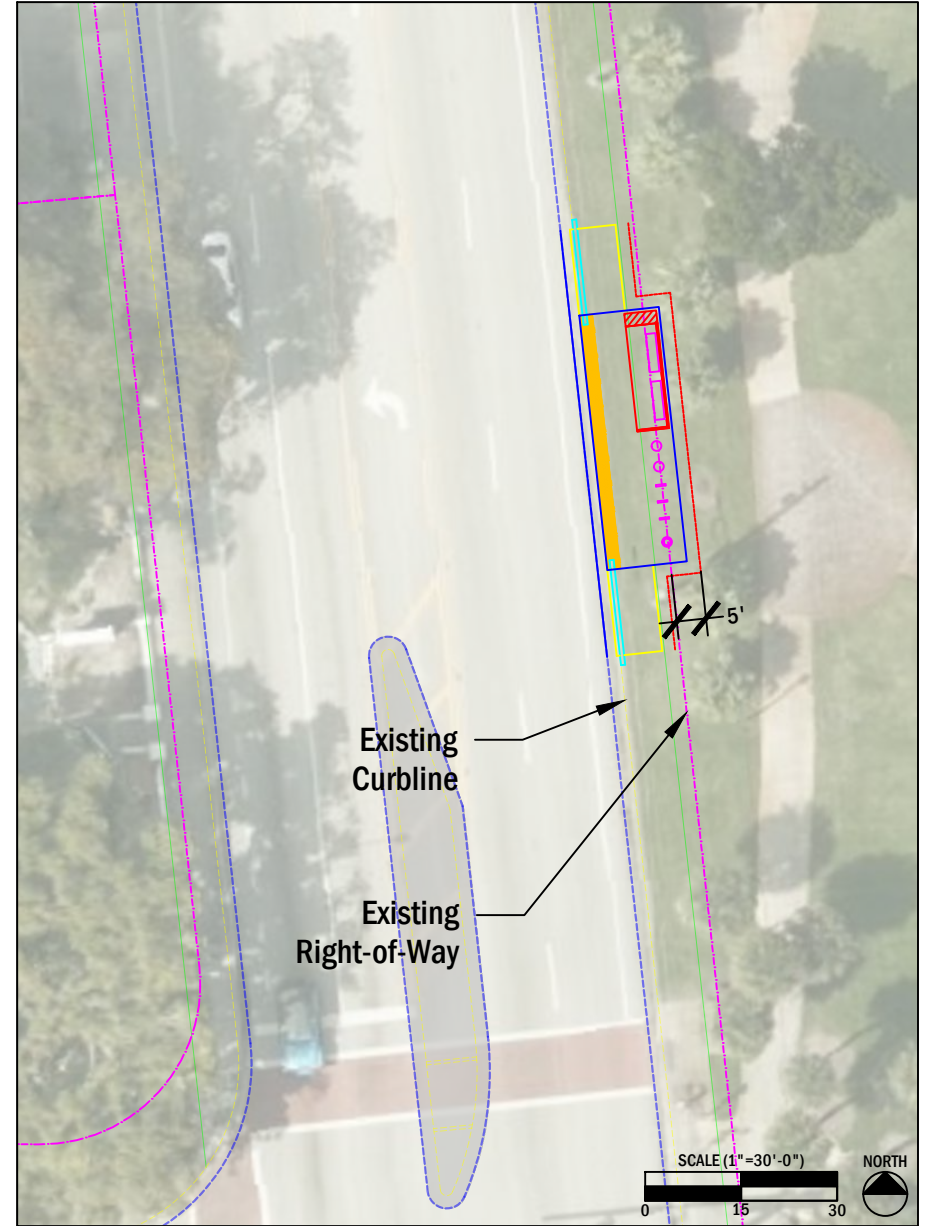 5'
Existing
Curbline
Existing
Right-of-Way
SCALE (1"=30'-0")
NORTH
0 15 30